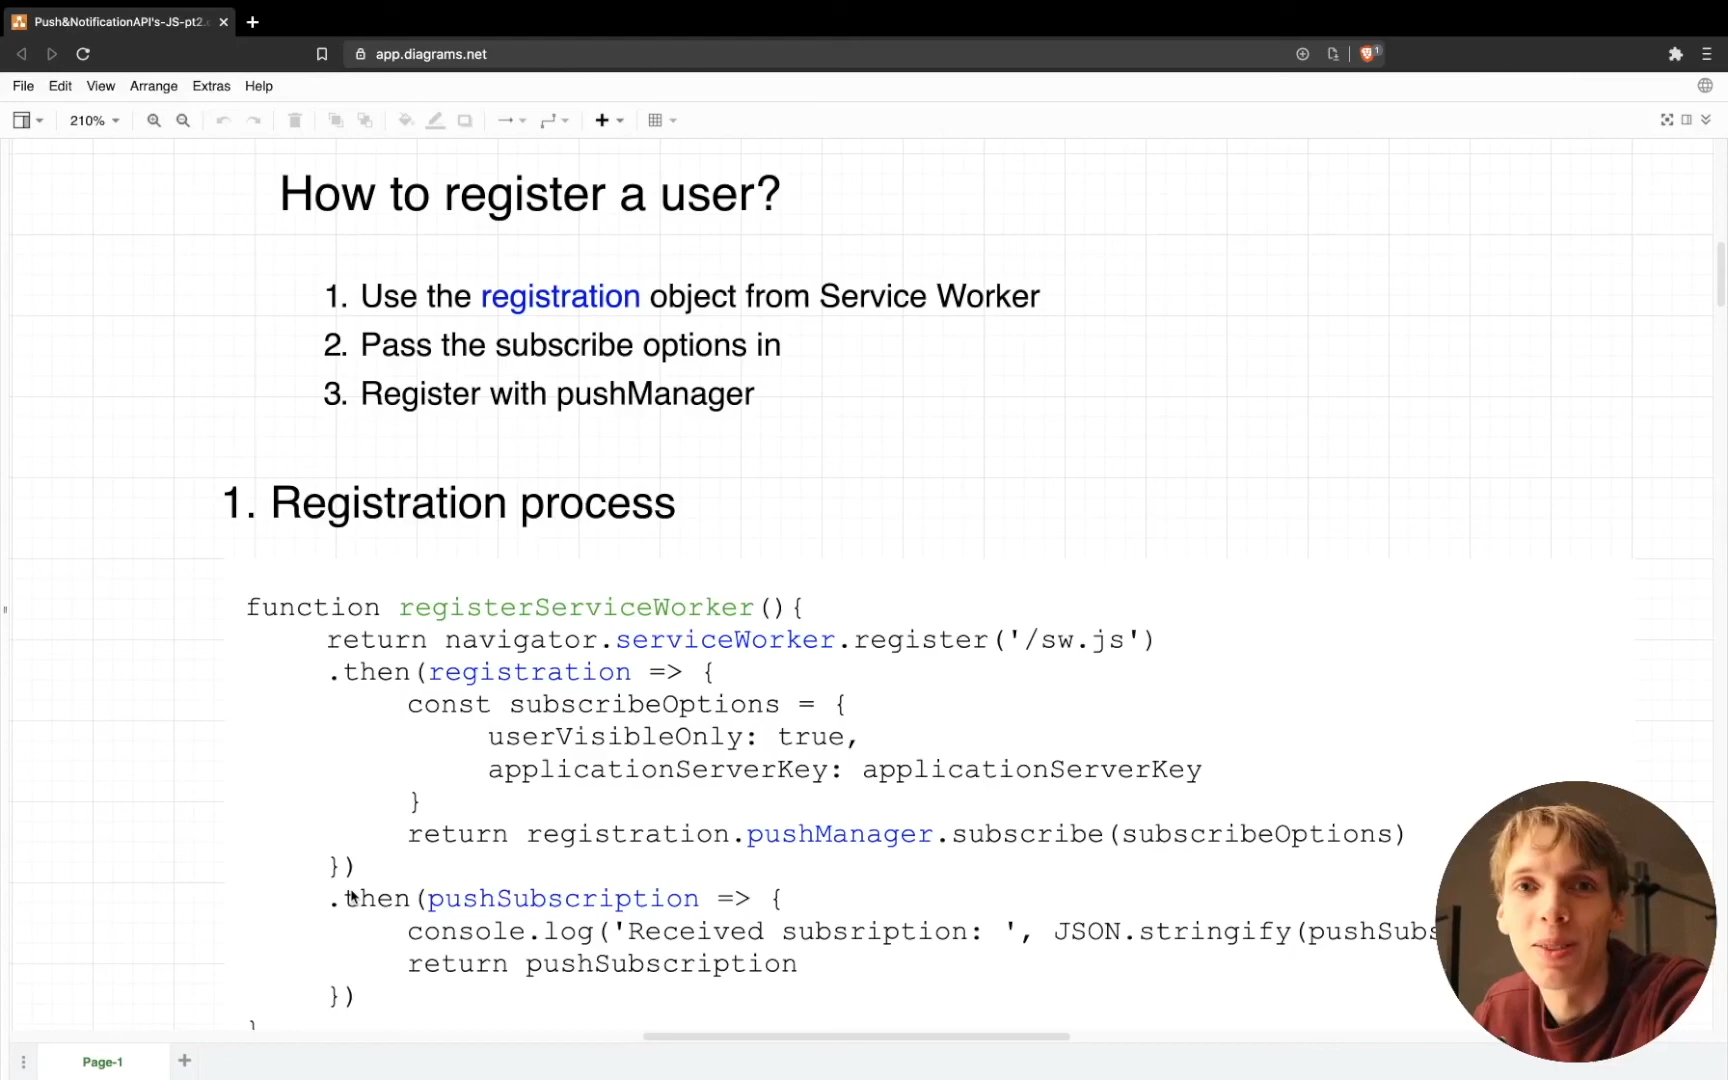 Push&NotificationAPI's-JS-pt2.
app.diagrams.net
1
File Edit View Arrange Extras Help
210%
How to register a user?
1. Use the registration object from Service Worker
2. Pass the subscribe options in
3. Register with pushManager
1. Registration process
function registerServiceWorker(){
return navigator.serviceWorker.register('/sw.js')
.then(registration => {
const subscribeOptions = {
userVisibleOnly: true,
applicationServerKey: applicationServerKey
}
return registration.pushManager.subscribe(subscribeOptions)
})
.then(pushSubscription => {
console.log('Received subsription: ', JSON.stringify(pushSubs
return pushSubscription
})
}
Page-1